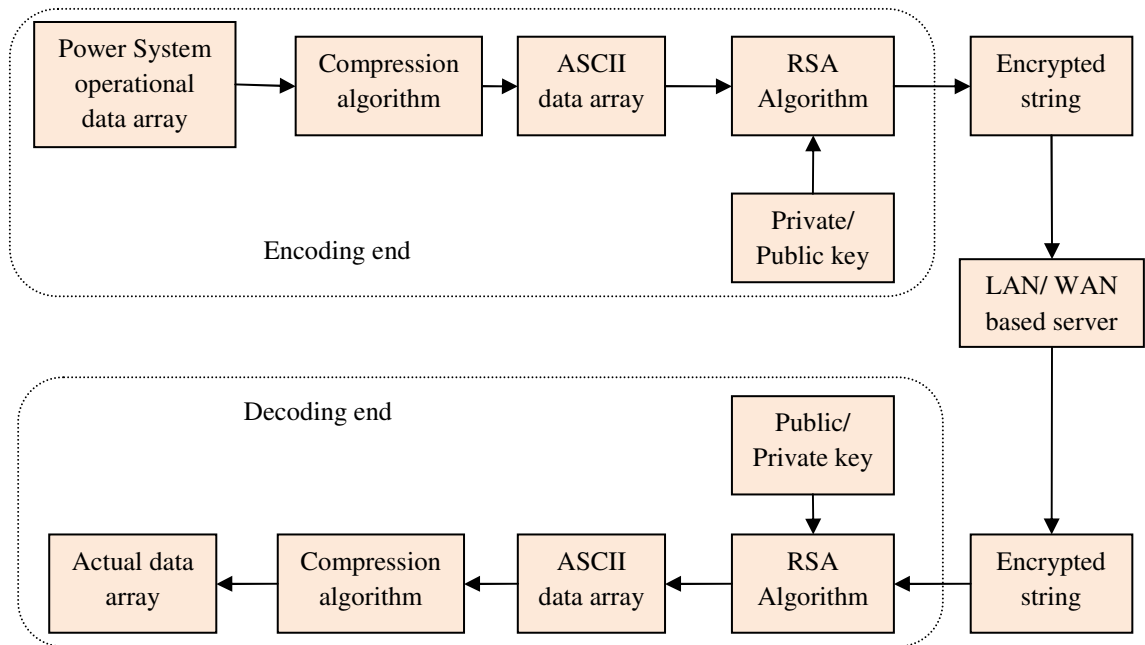 Power System
operational
data array
Compression
algorithm
ASCII
data array
RSA
Algorithm
Encrypted
string
Private/
Public key
Encoding end
LAN/ WAN
based server
Decoding end
Public/
Private key
Actual data
array
Compression
algorithm
ASCII
data array
RSA
Algorithm
Encrypted
string